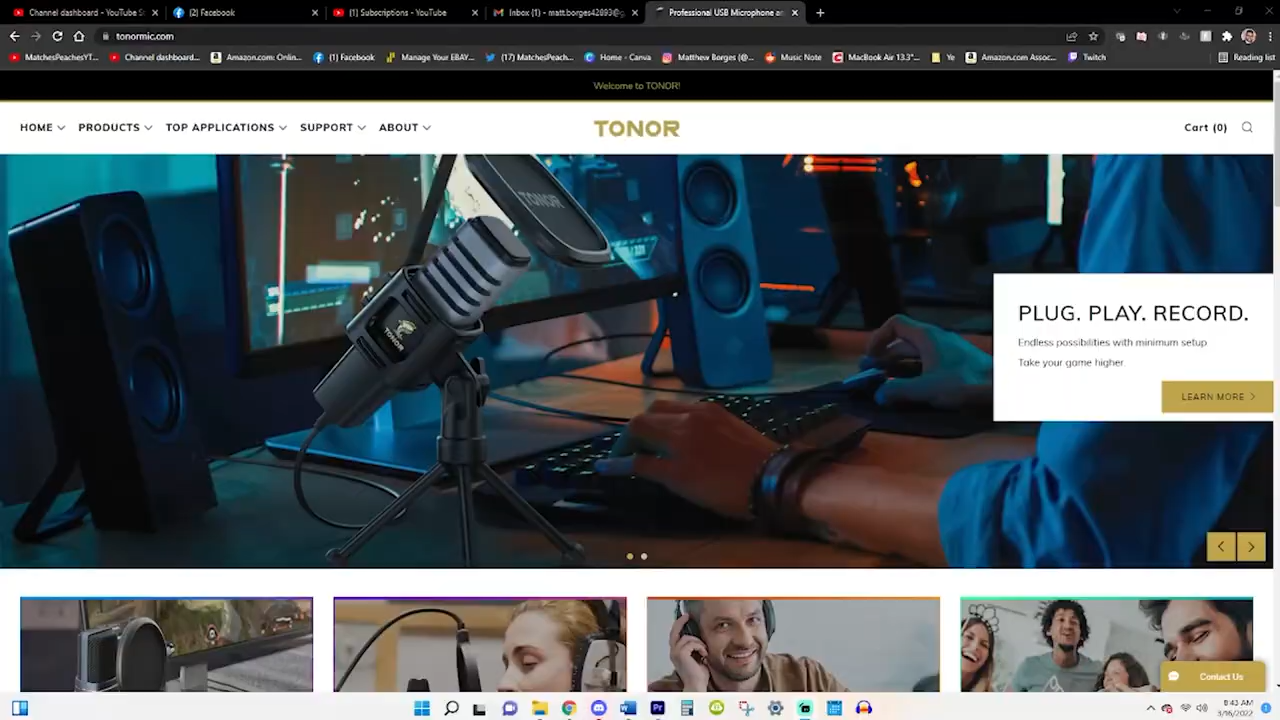 Channel dashboard - YouTube St
(2) Facebook
(1) Subscriptions - YouTube
Professional USB Microphone an
tonormic.com
MatchesPeachesYT...
Channel dashboard...
Amazon.com: Onlin...
(1) Facebook
Manage Your EBAY...
(17) MatchesPeach...
Home - Canva
Matthew Borges (@...
Music Note
MacBook Air 13.3"...
Ye
Amazon.com Assoc...
Twitch
Reading list
Welcome to TONOR!
HOME
PRODUCTS
TOP APPLICATIONS
SUPPORT
ABOUT
TONOR
Cart (0)
TONOR
TONOR
PLUG. PLAY. RECORD.
Endless possibilities with minimum setup
Take your game higher.
LEARN MORE
Contact Us
8:43 AM
3/16/2022